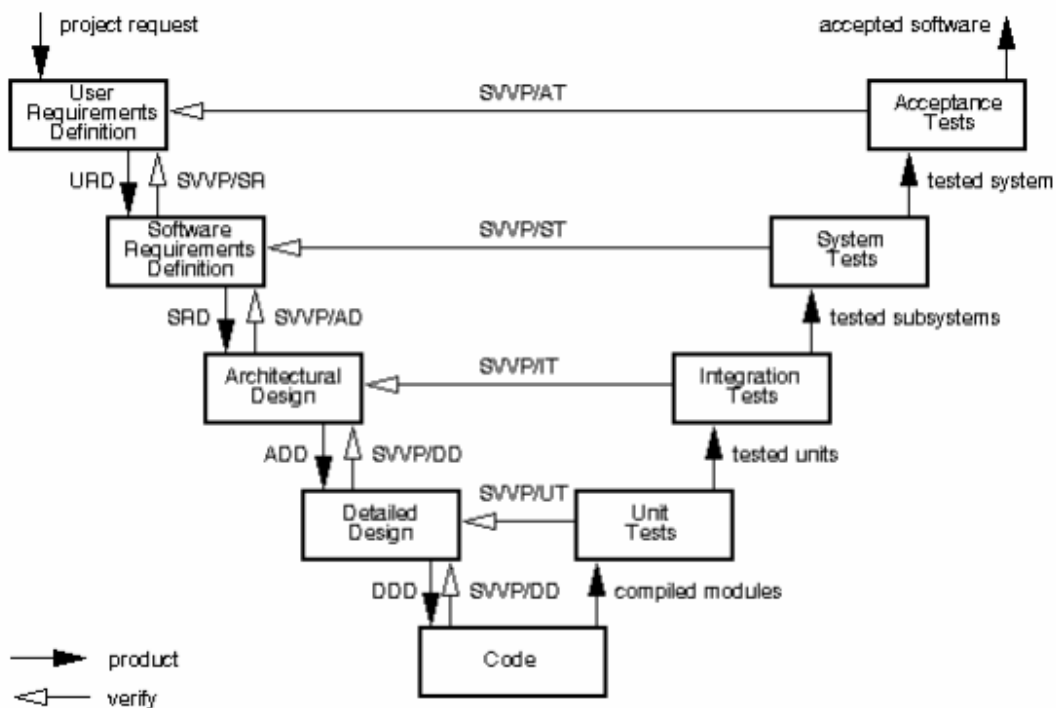 project request
accepted software
User
Requirements
Definition
SVVP/AT
Acceptance
Tests
URD
SVVP/SR
tested system
Software
Requirements
Definition
SVVP/ST
System
Tests
SRD
SVVP/AD
tested subsystems
Architectural
Design
SVVP/IT
Integration
Tests
ADD
SVVP/DD
tested units
Detailed
Design
SVVP/UT
Unit
Tests
DDD
SVVP/DD
compiled modules
Code
product
verify